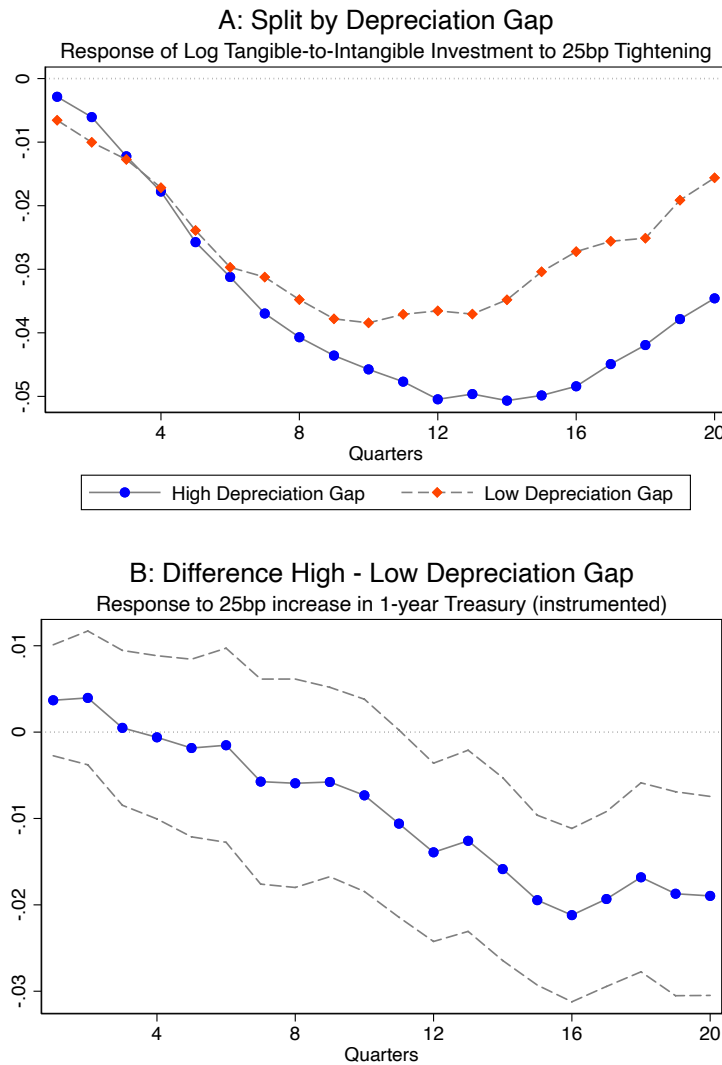 A: Split by Depreciation Gap
Response of Log Tangible-to-Intangible Investment to 25bp Tightening
0
-.01
-.02
-.03
-.04
-.05
4 8 12 16 20
Quarters
High Depreciation Gap Low Depreciation Gap
B: Difference High - Low Depreciation Gap
Response to 25bp increase in 1-year Treasury (instrumented)
.01
0
-.01
-.02
-.03
4 8 12 16 20
Quarters